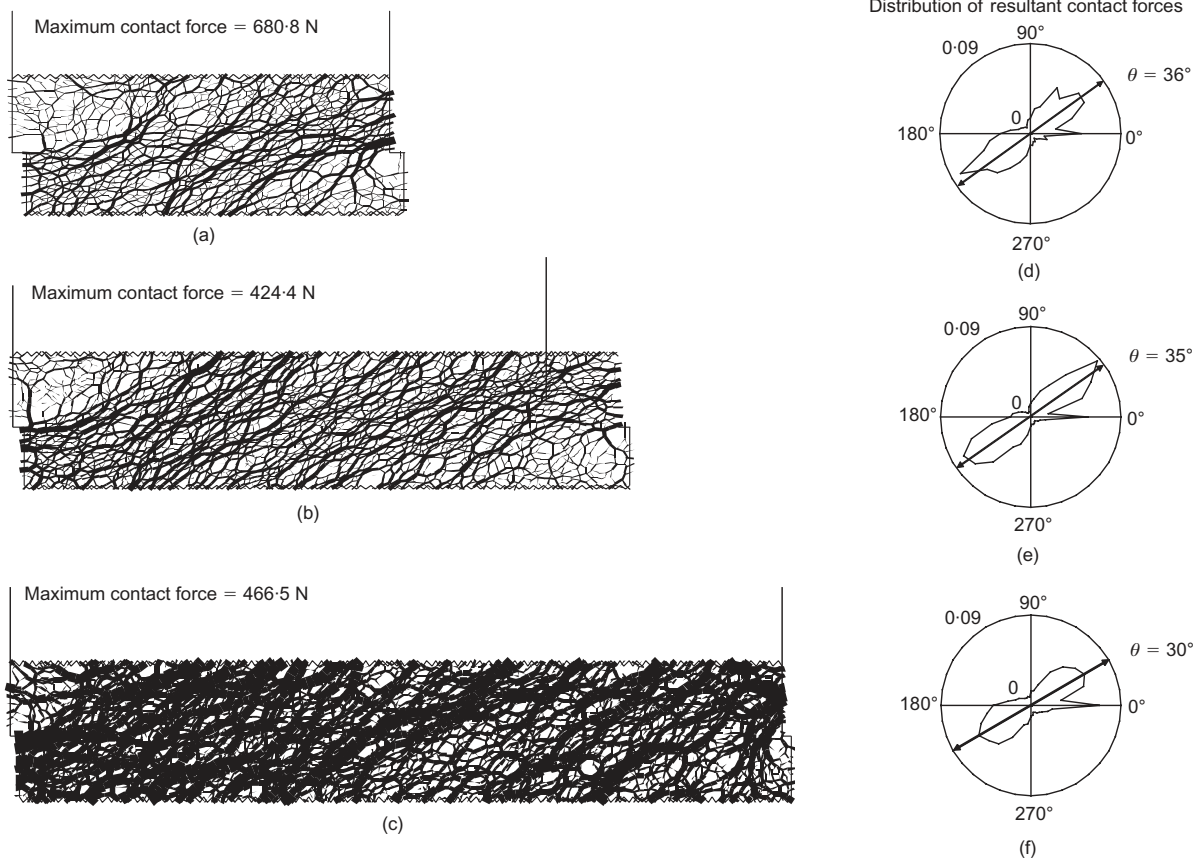 Maximum contact force = 680·8 N
(a)
Maximum contact force = 424·4 N
(b)
Maximum contact force = 466·5 N
(c)
Distribution of resultant contact forces
90°
0·09
θ = 36°
0
180°
0°
270°
(d)
90°
0·09
θ = 35°
0
180°
0°
270°
(e)
90°
0·09
θ = 30°
0
180°
0°
270°
(f)